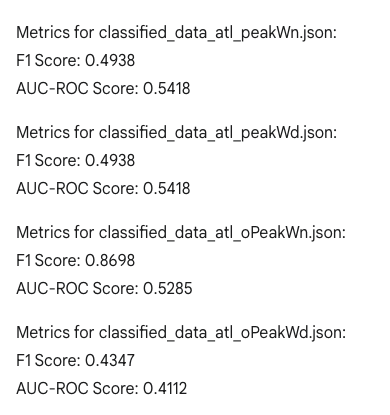 Metrics for classified_data_atl_peakWn.json:
F1 Score: 0.4938
AUC-ROC Score: 0.5418
Metrics for classified_data_atl_peakWd.json:
F1 Score: 0.4938
AUC-ROC Score: 0.5418
Metrics for classified_data_atl_oPeakWn.json:
F1 Score: 0.8698
AUC-ROC Score: 0.5285
Metrics for classified_data_atl_oPeakWd.json:
F1 Score: 0.4347
AUC-ROC Score: 0.4112